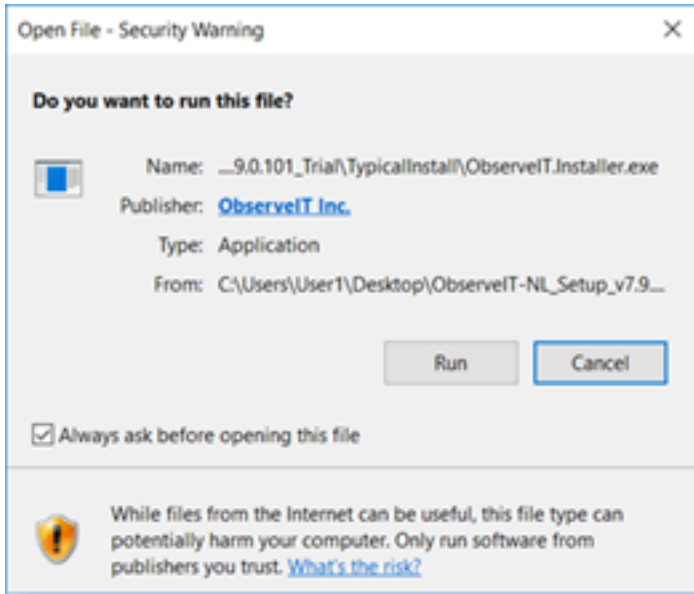 Open File - Security Warning
Do you want to run this file?
Name: ...9.0.101_Trial\TypicalInstall\ObserveIT.Installer.exe
Publisher: ObserveIT Inc.
Type: Application
From: C:\Users\User1\Desktop\ObserveIT-NL_Setup_v7.9...
Run Cancel
Always ask before opening this file
While files from the Internet can be useful, this file type can
potentially harm your computer. Only run software from
publishers you trust. What's the risk?